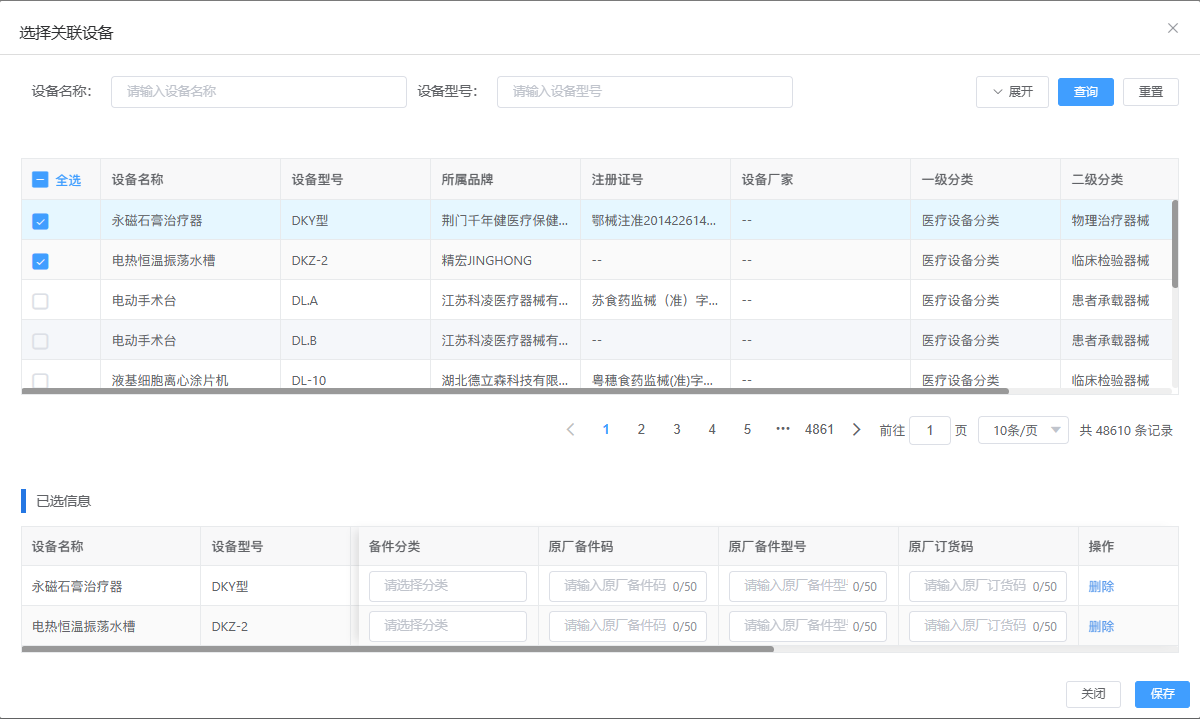 选择关联设备
设备名称： 请输入设备名称 设备型号： 请输入设备型号 展开 查询 重置
全选 设备名称 设备型号 所属品牌 注册证号 设备厂家 一级分类 二级分类
永磁石膏治疗器 DKY型 荆门千年健医疗保健... 鄂械注准201422614... -- 医疗设备分类 物理治疗器械
电热恒温振荡水槽 DKZ-2 精宏JINGHONG -- -- 医疗设备分类 临床检验器械
电动手术台 DL.A 江苏科凌医疗器械有... 苏食药监械（准）字... -- 医疗设备分类 患者承载器械
电动手术台 DL.B 江苏科凌医疗器械有... -- -- 医疗设备分类 患者承载器械
液基细胞离心涂片机 DL-10 湖北德立森科技有限... 粤穗食药监械(准)字... -- 医疗设备分类 临床检验器械
1 2 3 4 5 ••• 4861 前往 1 页 10条/页 共 48610 条记录
已选信息
设备名称 设备型号 备件分类 原厂备件码 原厂备件型号 原厂订货码 操作
永磁石膏治疗器 DKY型 请选择分类 请输入原厂备件码 0/50 请输入原厂备件型 0/50 请输入原厂订货码 0/50 删除
电热恒温振荡水槽 DKZ-2 请选择分类 请输入原厂备件码 0/50 请输入原厂备件型 0/50 请输入原厂订货码 0/50 删除
关闭 保存